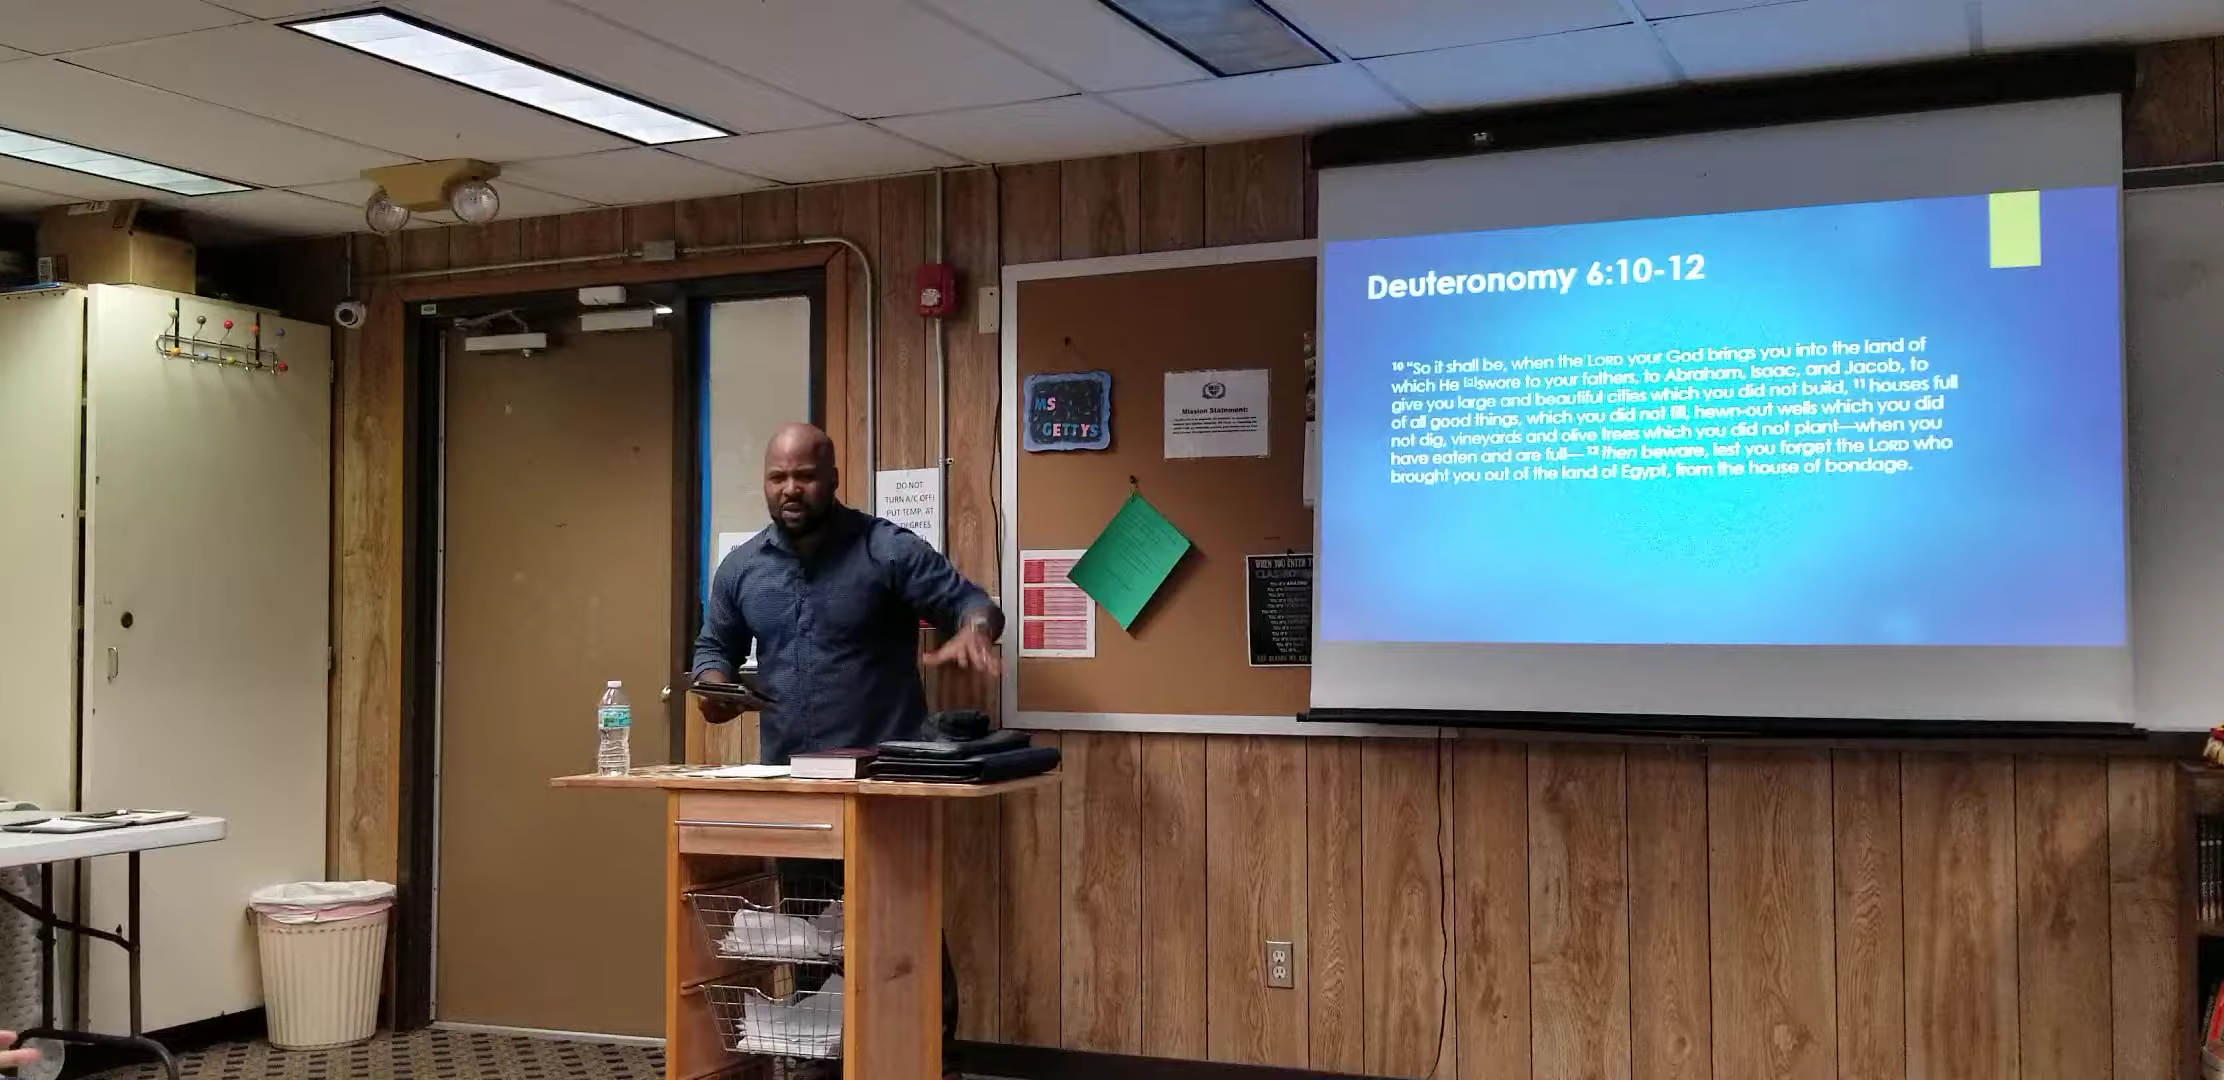 Deuteronomy 6:10-12
10 "So it shall be, when the LORD your God brings you into the land of
which He [a]swore to your fathers, to Abraham, Isaac, and Jacob, to
give you large and beautiful cities which you did not build, 11 houses full
of all good things, which you did not fill, hewn-out wells which you did
not dig, vineyards and olive trees which you did not plant—when you
have eaten and are full— 12 then beware, lest you forget the LORD who
brought you out of the land of Egypt, from the house of bondage.
MS
GETTYS
Mission Statement:
DO NOT
TURN A/C OFF!
PUT TEMP. AT
DEGREES
WHEN YOU ENTER